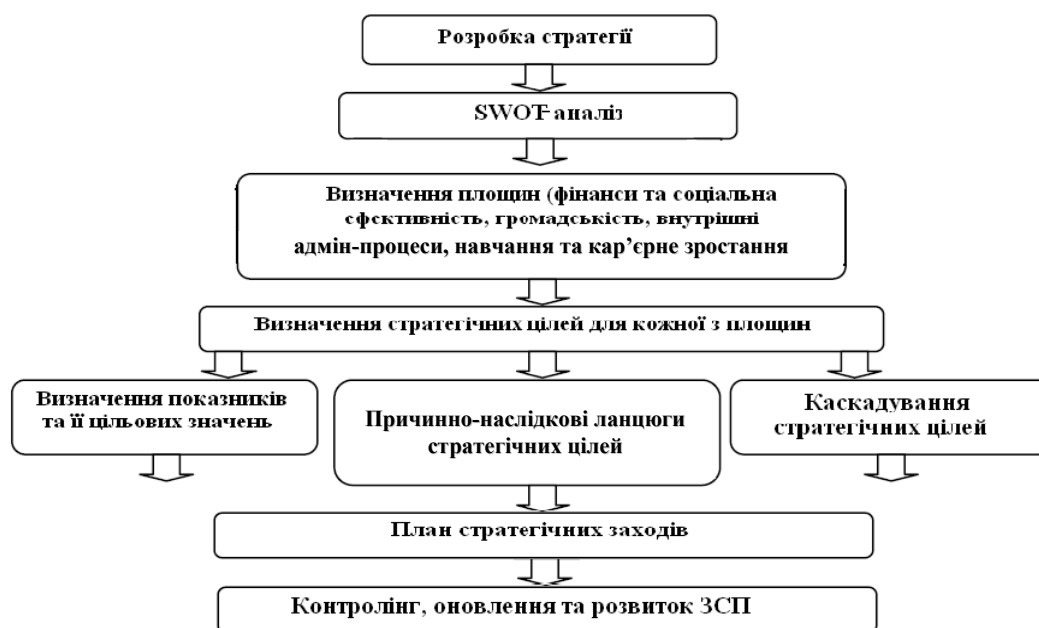 Розробка стратегії
SWOT-аналіз
Визначення площин (фінанси та соціальна
ефективність, громадськість, внутрішні
адмін-процеси, навчання та кар’єрне зростання
Визначення стратегічних цілей для кожної з площин
Визначення показників
та її цільових значень
Причинно-наслідкові ланцюги
стратегічних цілей
Каскадування
стратегічних цілей
План стратегічних заходів
Контролінг, оновлення та розвиток ЗСП